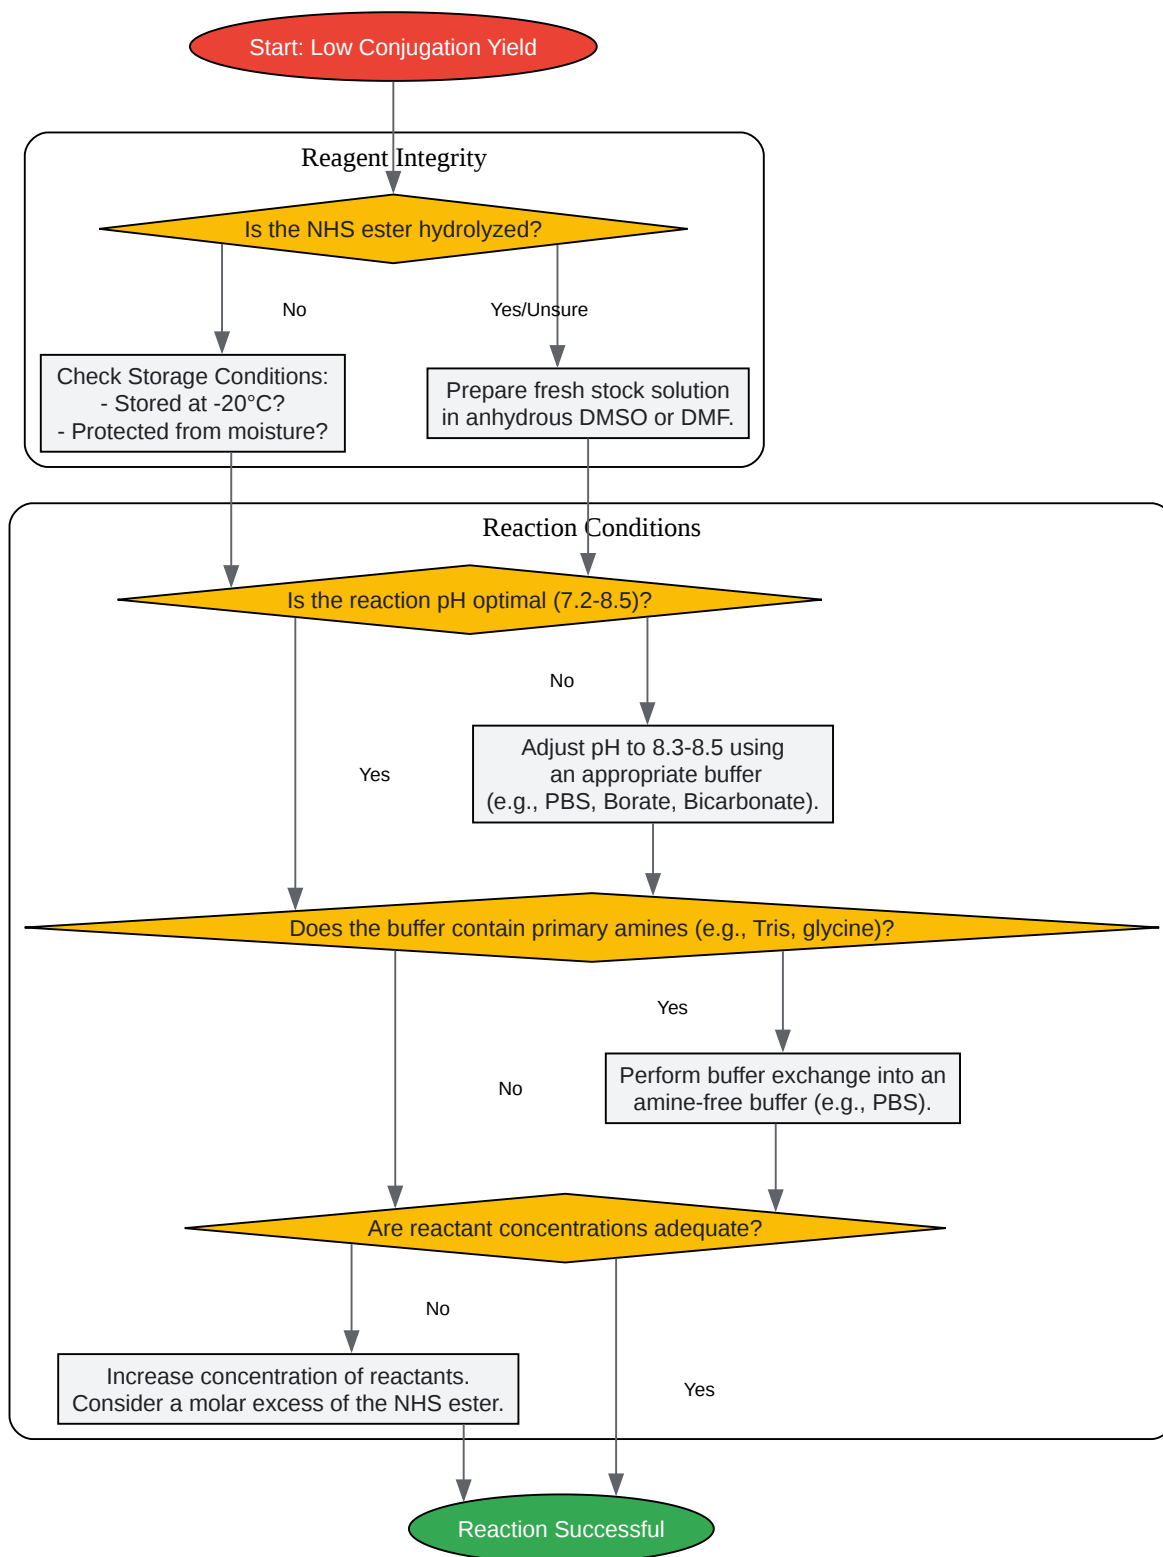 Start: Low Conjugation Yield
Reagent Integrity
Is the NHS ester hydrolyzed?
No
Yes/Unsure
Check Storage Conditions:
- Stored at -20°C?
- Protected from moisture?
Prepare fresh stock solution
in anhydrous DMSO or DMF.
Reaction Conditions
Is the reaction pH optimal (7.2-8.5)?
No
Yes
Adjust pH to 8.3-8.5 using
an appropriate buffer
(e.g., PBS, Borate, Bicarbonate).
Does the buffer contain primary amines (e.g., Tris, glycine)?
Yes
No
Perform buffer exchange into an
amine-free buffer (e.g., PBS).
Are reactant concentrations adequate?
No
Yes
Increase concentration of reactants.
Consider a molar excess of the NHS ester.
Reaction Successful